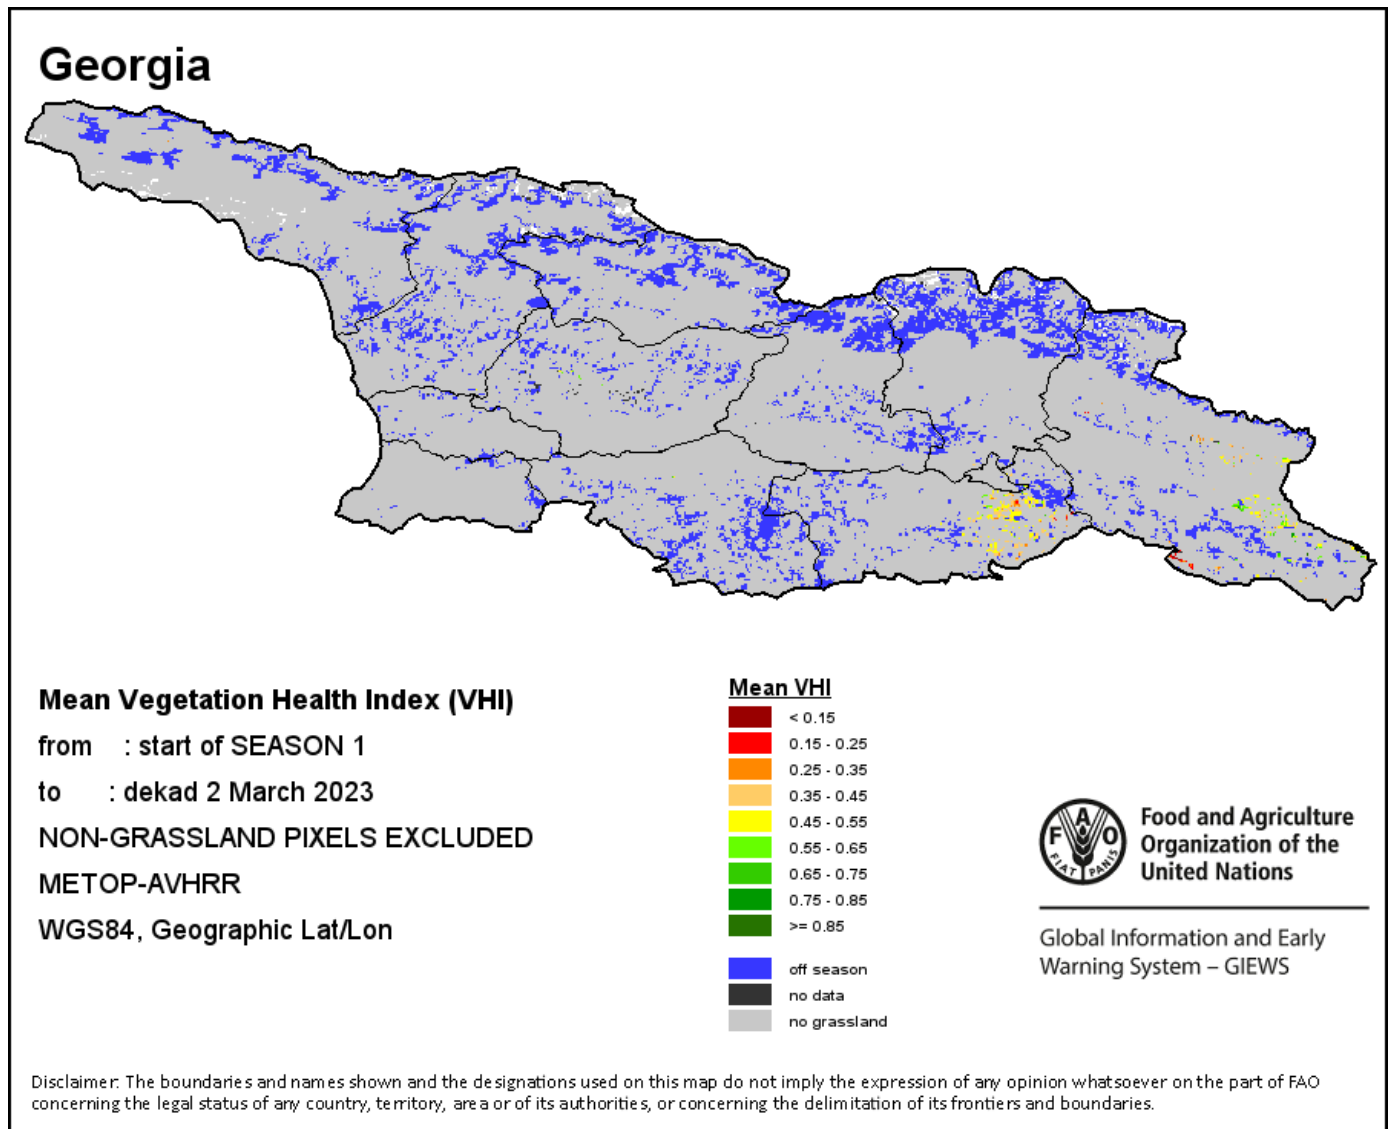 Georgia
Mean Vegetation Health Index (VHI)
from : start of SEASON 1
to : dekad 2 March 2023
NON-GRASSLAND PIXELS EXCLUDED
METOP-AVHRR
WGS84, Geographic Lat/Lon
Mean VHI
< 0.15
0.15 - 0.25
0.25 - 0.35
0.35 - 0.45
0.45 - 0.55
0.55 - 0.65
0.65 - 0.75
0.75 - 0.85
>= 0.85
off season
no data
no grassland
F A O
FIAT PANIS
Food and Agriculture
Organization of the
United Nations
Global Information and Early
Warning System – GIEWS
Disclaimer: The boundaries and names shown and the designations used on this map do not imply the expression of any opinion whatsoever on the part of FAO
concerning the legal status of any country, territory, area or of its authorities, or concerning the delimitation of its frontiers and boundaries.